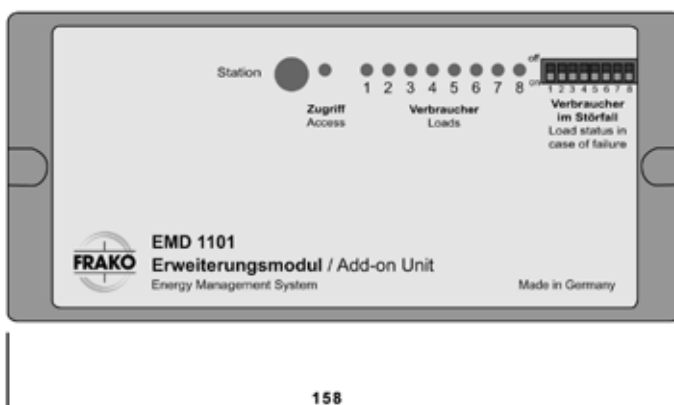 Station
Zugriff
Access
1 2 3 4 5 6 7 8
Verbraucher
Loads
off
on
1 2 3 4 5 6 7 8
Verbraucher
im Störfall
Load status in
case of failure
FRAKO
EMD 1101
Erweiterungsmodul / Add-on Unit
Energy Management System
Made in Germany
158